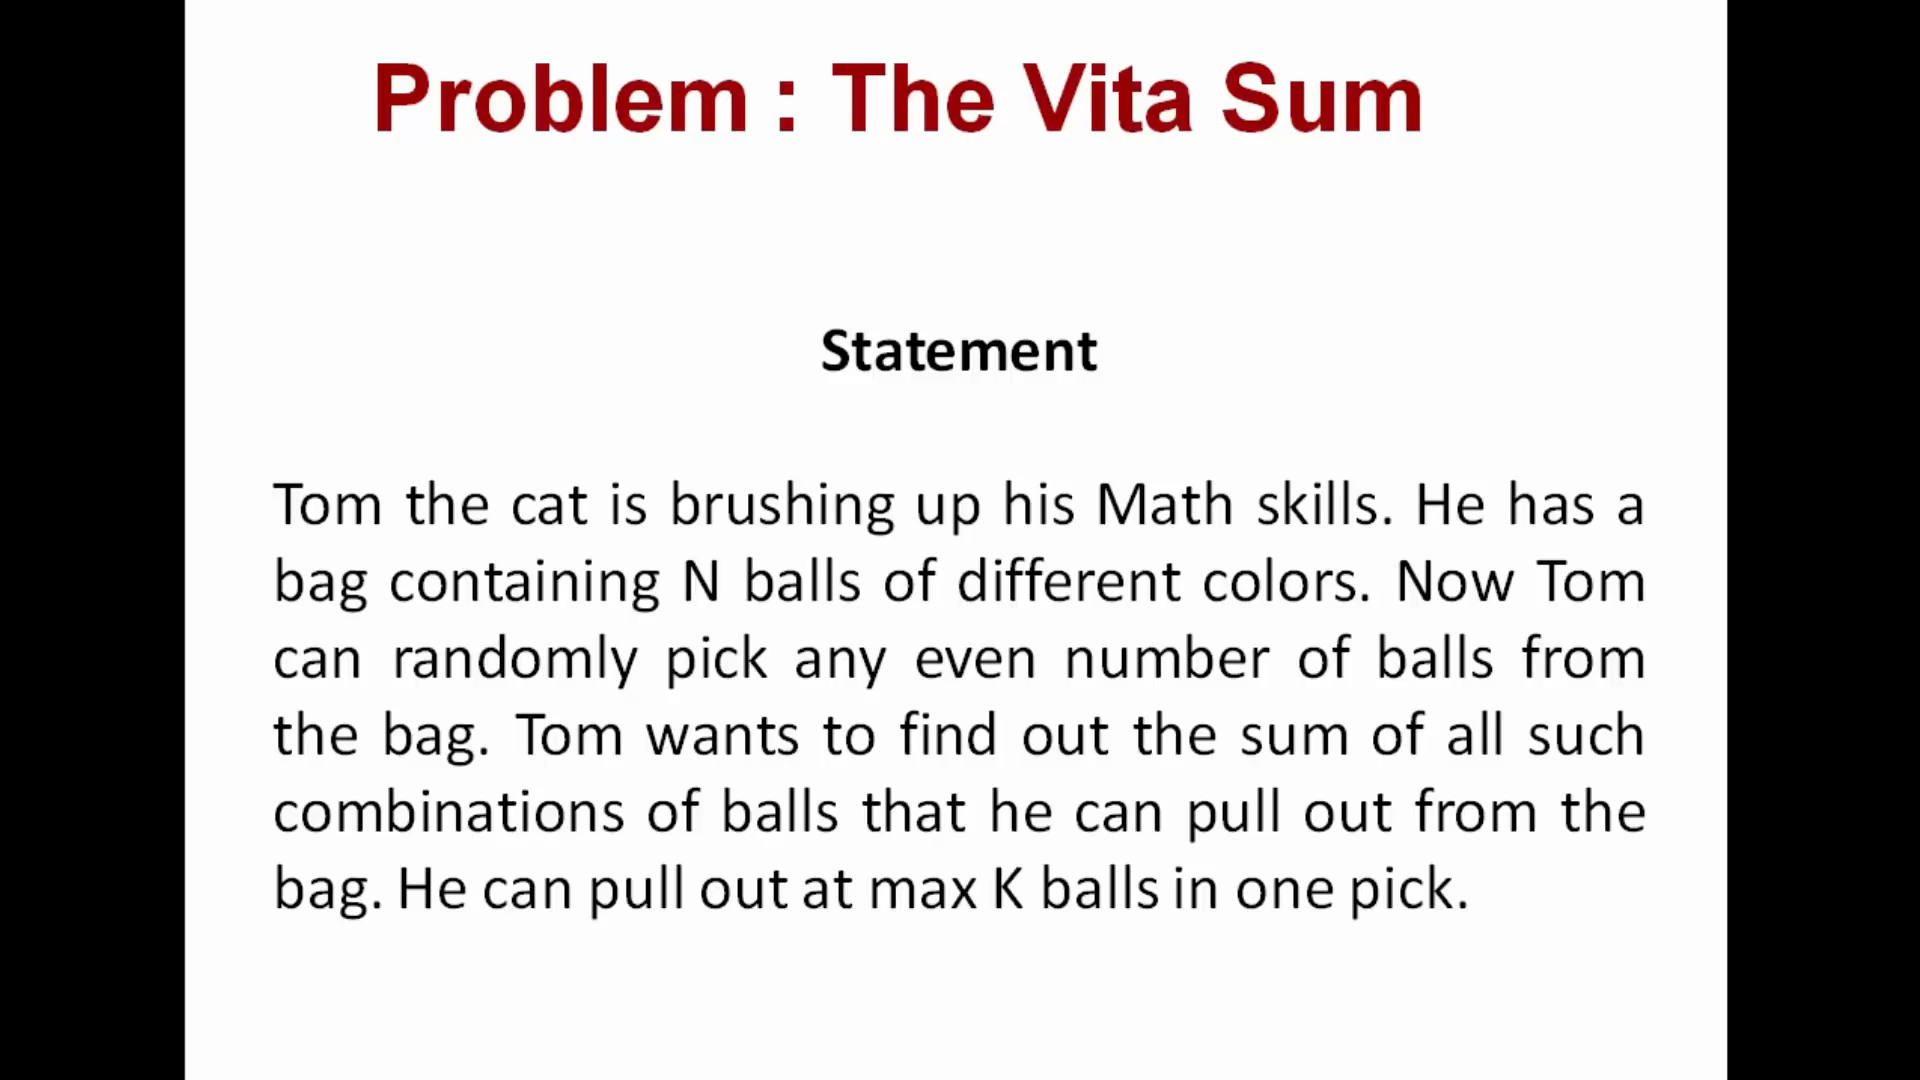 Problem : The Vita Sum
Statement
Tom the cat is brushing up his Math skills. He has a
bag containing N balls of different colors. Now Tom
can randomly pick any even number of balls from
the bag. Tom wants to find out the sum of all such
combinations of balls that he can pull out from the
bag. He can pull out at max K balls in one pick.